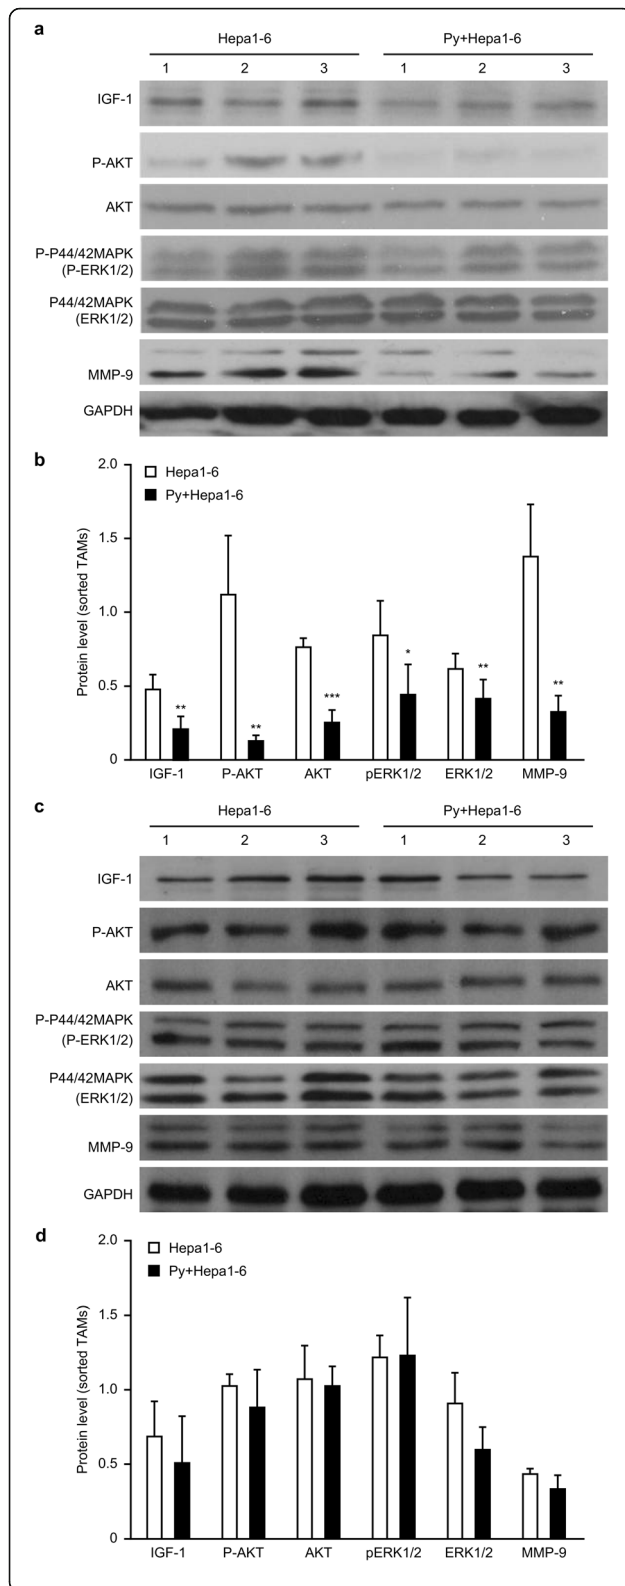 a
Hepa1-6 Py+Hepa1-6
1 2 3 1 2 3
IGF-1
P-AKT
AKT
P-P44/42MAPK
(P-ERK1/2)
P44/42MAPK
(ERK1/2)
MMP-9
GAPDH
b
2.0
1.5
1.0
0.5
0
Protein level (sorted TAMs)
Hepa1-6
Py+Hepa1-6
** ** *** * ** **
IGF-1 P-AKT AKT pERK1/2 ERK1/2 MMP-9
c
Hepa1-6 Py+Hepa1-6
1 2 3 1 2 3
IGF-1
P-AKT
AKT
P-P44/42MAPK
(P-ERK1/2)
P44/42MAPK
(ERK1/2)
MMP-9
GAPDH
d
2.0
1.5
1.0
0.5
0
Protein level (sorted TAMs)
Hepa1-6
Py+Hepa1-6
IGF-1 P-AKT AKT pERK1/2 ERK1/2 MMP-9